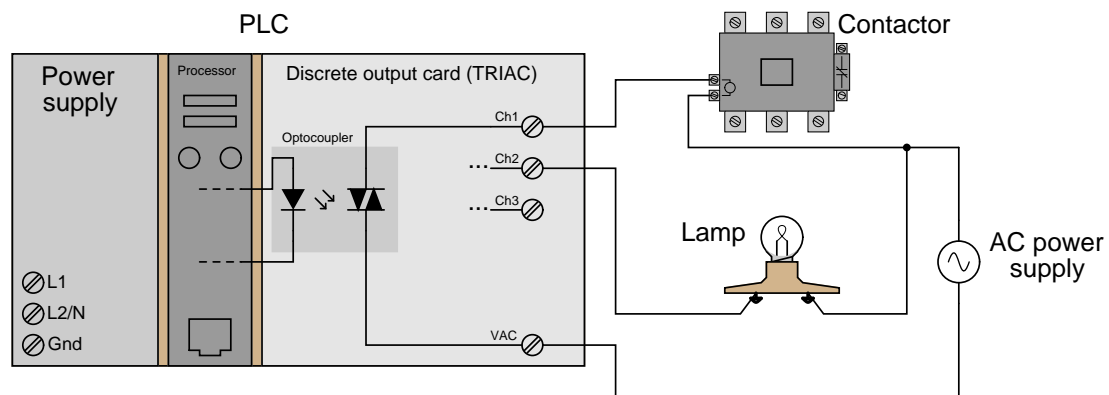 PLC
Contactor
Power
supply
Processor
Discrete output card (TRIAC)
Ch1
Optocoupler
Ch2
Ch3
Lamp
AC power
supply
L1
L2/N
Gnd
VAC